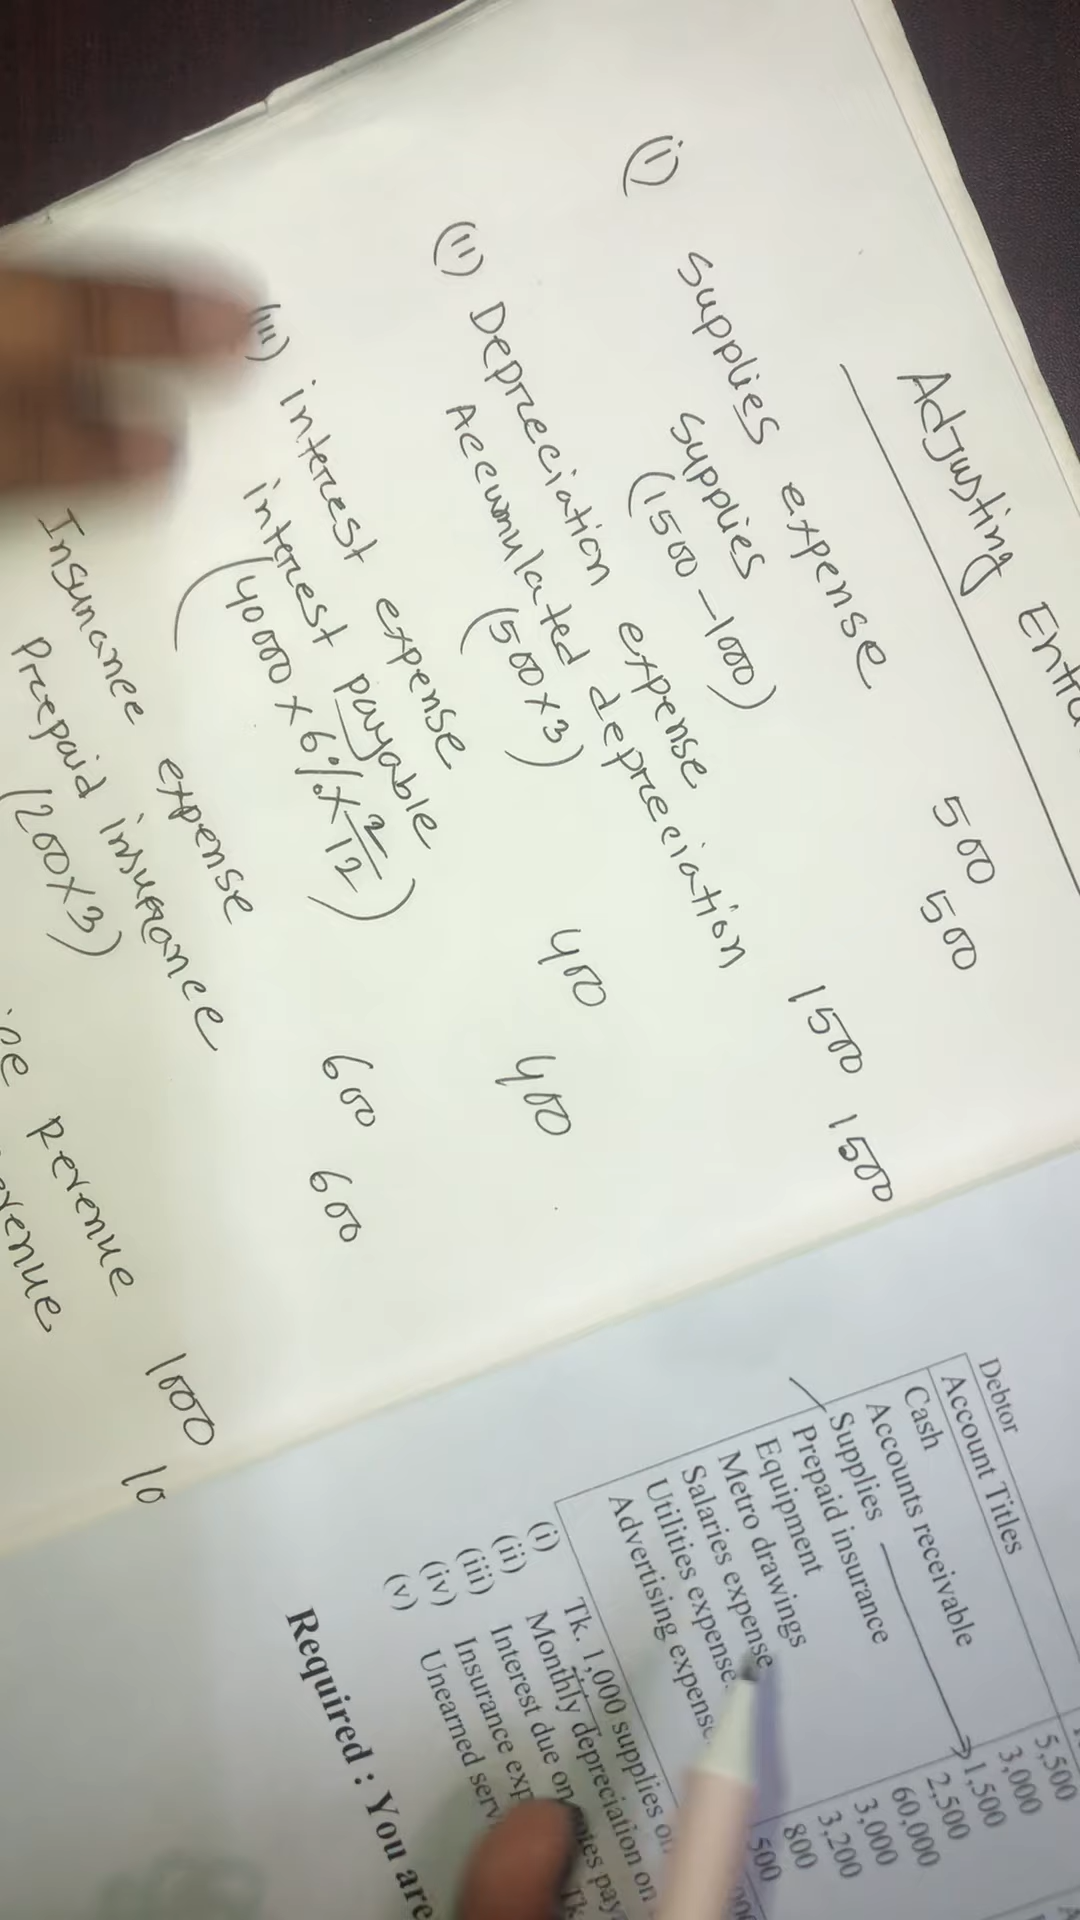 Adjusting
(i) Supplies expense 500
Supplies 500
(1500 - 1000)
(ii) Depreciation expense 1500
Accumulated depreciation 1500
(500 x 3)
(iii) interest expense 400
interest payable 400
(40000 x 6% x 2/12)
Insurance expense 600
Prepaid insurance 600
(200 x 3)
Revenue 1000
10
Debtor
Account Titles
Cash 5,500
Accounts receivable 3,000
Supplies 1,500
Prepaid insurance 2,500
Equipment 60,000
Metro drawings 3,000
Salaries expense 3,200
Utilities expense 800
Advertising expense 500
(i) Tk. 1,000 supplies
(ii) Monthly depreciation on
(iii) Interest due on
(iv) Insurance
(v) Unearned
Required : You are